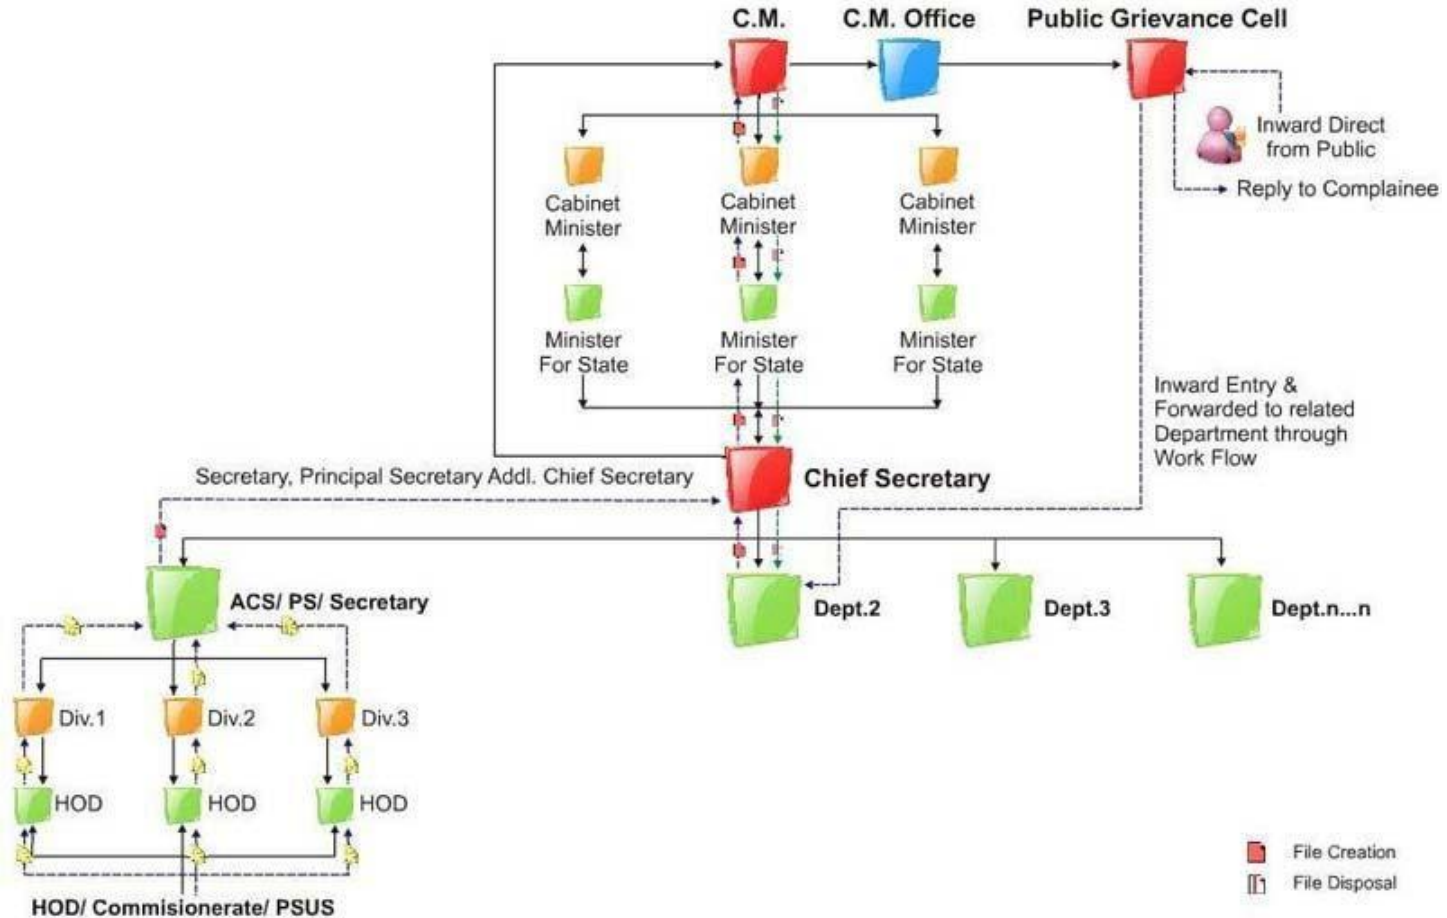 C.M.
C.M. Office
Public Grievance Cell
Inward Direct
from Public
Reply to Complainee
Cabinet
Minister
Cabinet
Minister
Cabinet
Minister
Minister
For State
Minister
For State
Minister
For State
Inward Entry &
Forwarded to related
Department through
Work Flow
Secretary, Principal Secretary Addl. Chief Secretary
Chief Secretary
ACS/ PS/ Secretary
Dept.2
Dept.3
Dept.n...n
Div.1
Div.2
Div.3
HOD
HOD
HOD
HOD/ Commisionerate/ PSUS
File Creation
File Disposal